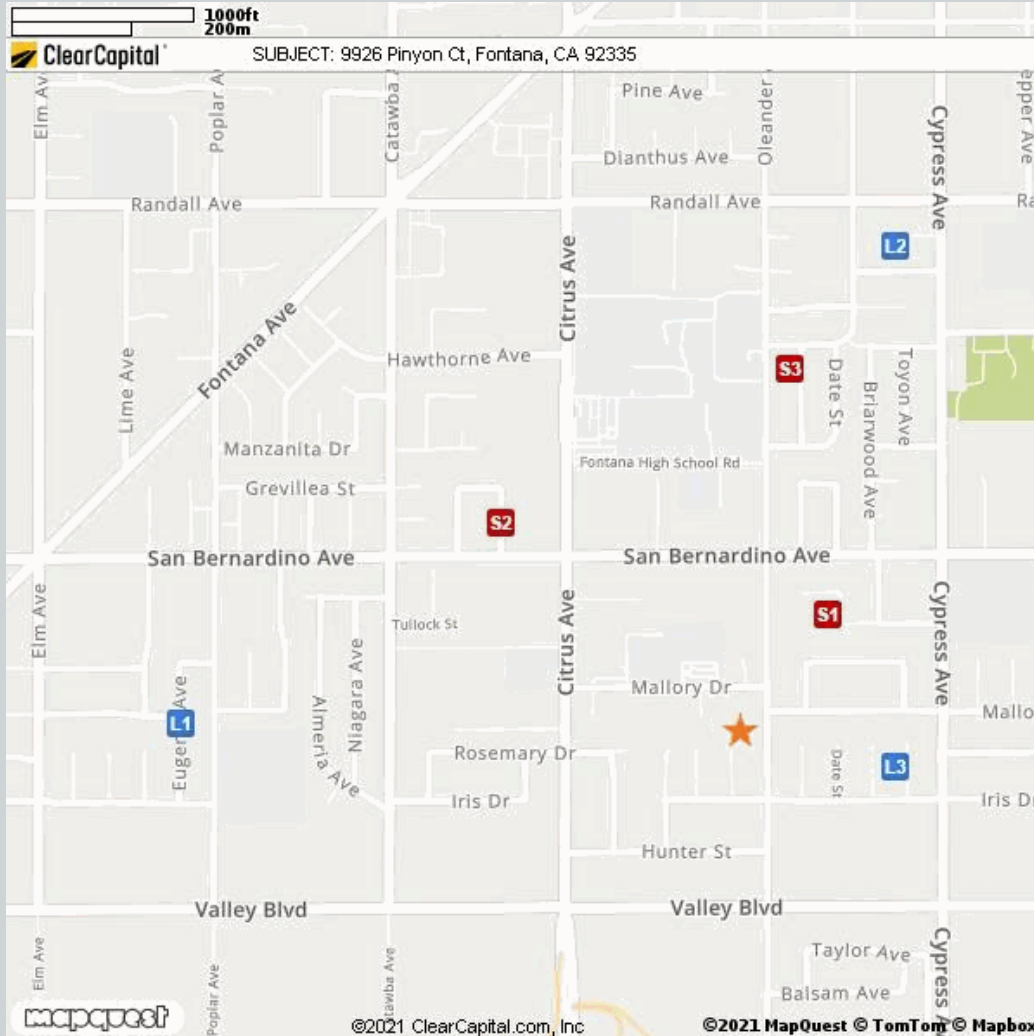 1000ft
200m
ClearCapital
SUBJECT: 9926 Pinyon Ct, Fontana, CA 92335
Elm Ave
Poplar A
Catawba A
Pine Ave
Oleander
Cypress Ave
epper Ave
Dianthus Ave
Randall Ave
Randall Ave
Ra
L2
Citrus Ave
Fontana Ave
Hawthorne Ave
Lime Ave
S3
Date St
Briarwood Ave
Toyon Ave
Manzanita Dr
Fontana High School Rd
Grevillea St
S2
San Bernardino Ave
San Bernardino Ave
Elm Ave
Citrus Ave
Cypress Ave
S1
Tullock St
Niagara Ave
Almeria Ave
Mallory Dr
L1
Mallo
Rosemary Dr
Date St
L3
Iris Dr
Iris D
Hunter St
Valley Blvd
Valley Blvd
Elm Ave
Poplar Ave
atawba Ave
Taylor Ave
Cypress A
Balsam Ave
mapquest
©2021 ClearCapital.com, Inc
©2021 MapQuest © TomTom © Mapbox